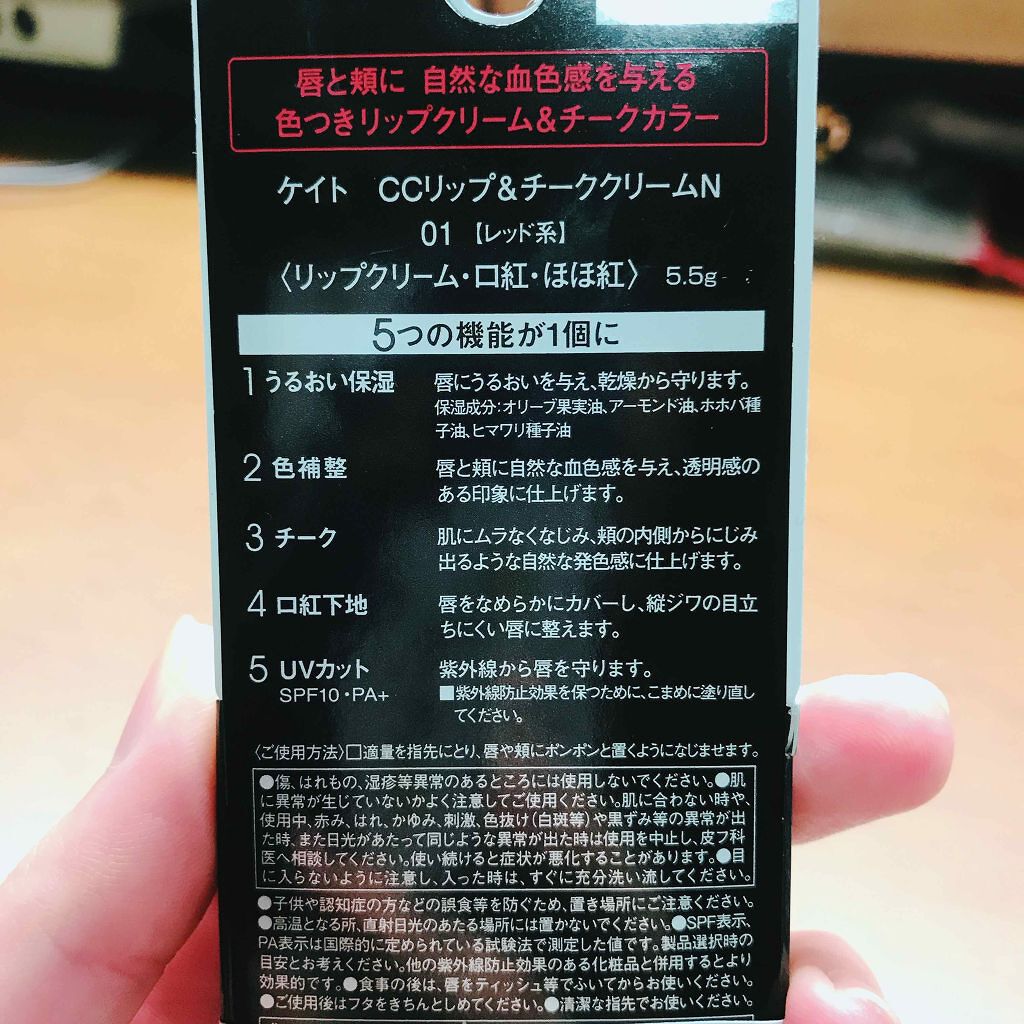 唇と頬に 自然な血色感を与える
色つきリップクリーム&チークカラー
ケイト CCリップ&チーククリームN
01 【レッド系】
〈リップクリーム・口紅・ほほ紅〉 5.5g
5つの機能が1個に
1 うるおい保湿 唇にうるおいを与え、乾燥から守ります。
保湿成分:オリーブ果実油、アーモンド油、ホホバ種
子油、ヒマワリ種子油
2 色補整 唇と頬に自然な血色感を与え、透明感の
ある印象に仕上げます。
3 チーク 肌にムラなくなじみ、頬の内側からにじみ
出るような自然な発色感に仕上げます。
4 口紅下地 唇をなめらかにカバーし、縦ジワの目立
ちにくい唇に整えます。
5 UVカット 紫外線から唇を守ります。
SPF10・PA+ ■紫外線防止効果を保つために、こまめに塗り直し
てください。
〈ご使用方法〉□適量を指先にとり、唇や頬にポンポンと置くようになじませます。
●傷、はれもの、湿疹等異常のあるところには使用しないでください。●肌
に異常が生じていないかよく注意してご使用ください。肌に合わない時や、
使用中、赤み、はれ、かゆみ、刺激、色抜け(白斑等)や黒ずみ等の異常が出
た時、また日光があたって同じような異常が出た時は使用を中止し、皮フ科
医へ相談してください。使い続けると症状が悪化することがあります。●目
に入らないように注意し、入った時は、すぐに充分洗い流してください。
●子供や認知症の方などの誤食等を防ぐため、置き場所にご注意ください。
●高温となる所、直射日光のあたる場所には置かないでください。●SPF表示、
PA表示は国際的に定められている試験法で測定した値です。製品選択時の
目安とお考えください。他の紫外線防止効果のある化粧品と併用するとより
効果的です。●食事の後は、唇をティッシュ等でふいてからお使いください。
●ご使用後はフタをきちんとしめてください。●清潔な指先でお使いください。